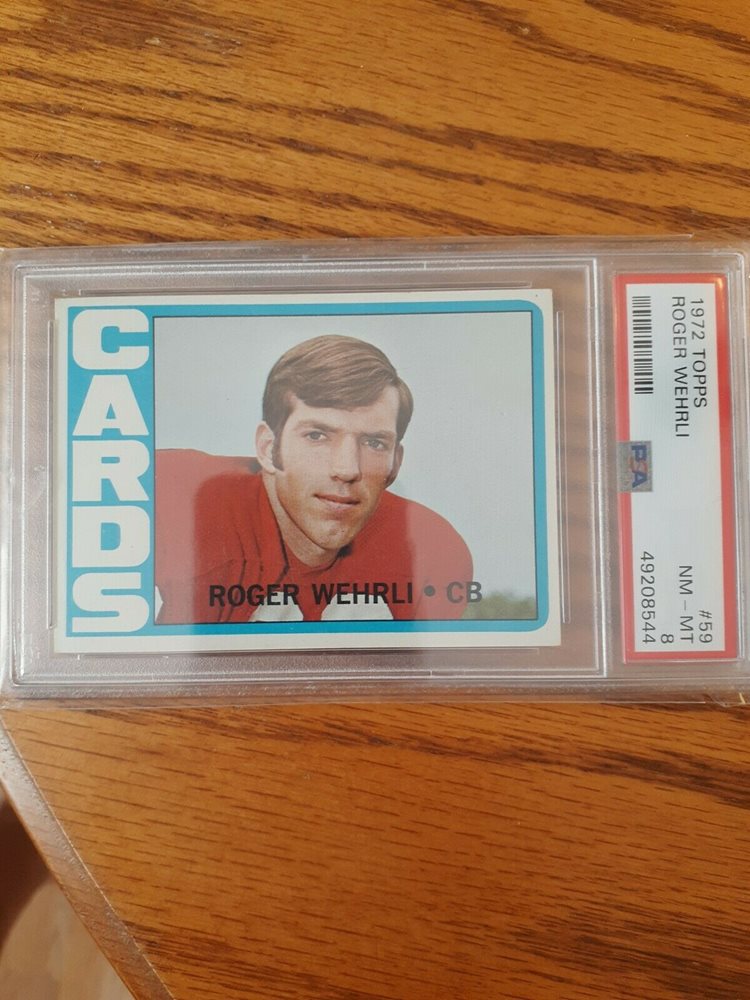 CARDS
ROGER WEHRLI • CB
1972 TOPPS #59
ROGER WEHRLI NM - MT 8
PSA 49208544